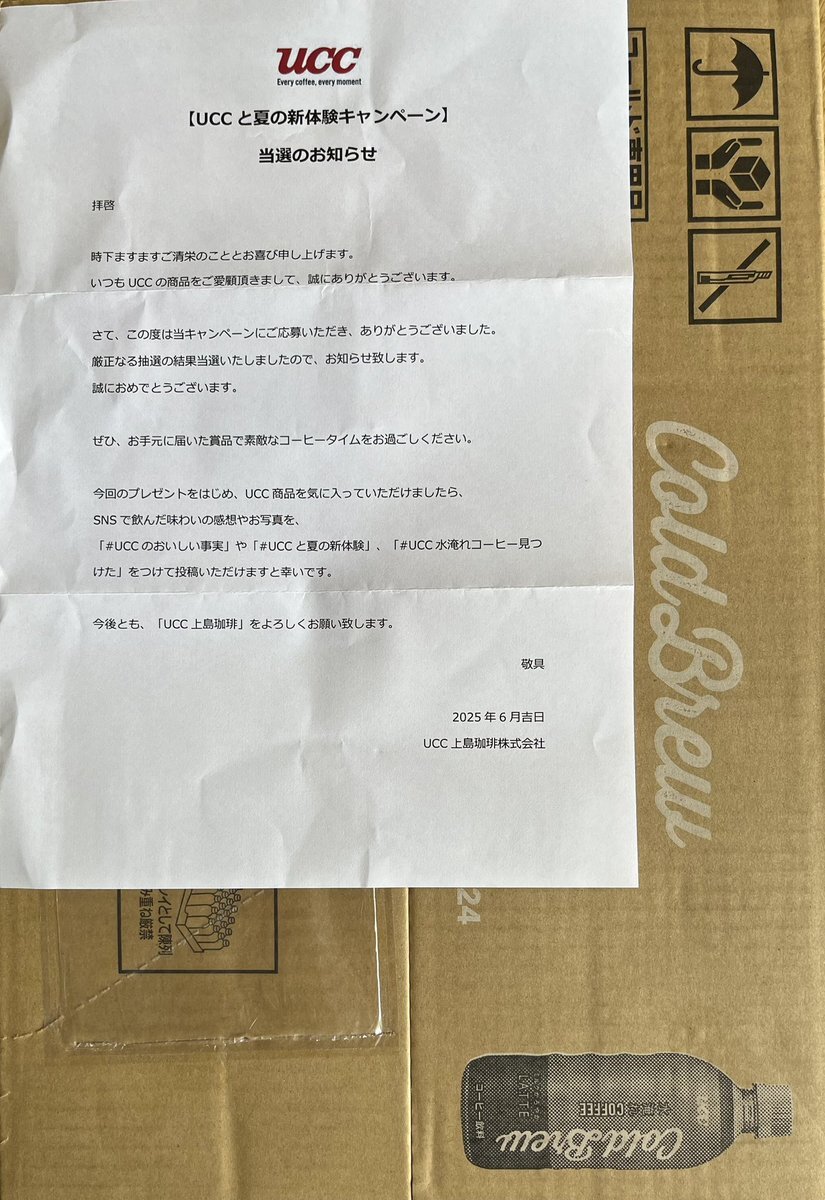 UCC
Every coffee, every moment
【UCC と夏の新体験キャンペーン】
当選のお知らせ
拝啓
時下ますますご清栄のこととお喜び申し上げます。
いつも UCC の商品をご愛顧頂きまして、誠にありがとうございます。
さて、この度は当キャンペーンにご応募いただき、ありがとうございました。
厳正なる抽選の結果当選いたしましたので、お知らせ致します。
誠におめでとうございます。
ぜひ、お手元に届いた賞品で素敵なコーヒータイムをお過ごしください。
今回のプレゼントをはじめ、UCC 商品を気に入っていただけましたら、
SNS で飲んだ味わいの感想やお写真を、
「#UCC のおいしい事実」や「#UCC と夏の新体験」、「#UCC 水淹れコーヒー見つ
けた」をつけて投稿いただけますと幸いです。
今後とも、「UCC 上島珈琲」をよろしくお願い致します。
敬具
2025 年 6 月吉日
UCC 上島珈琲株式会社
Cold Brew
24
イとして陳列
み重ね厳禁
Cold Brew
COFFEE
LATTE
コーヒー飲料